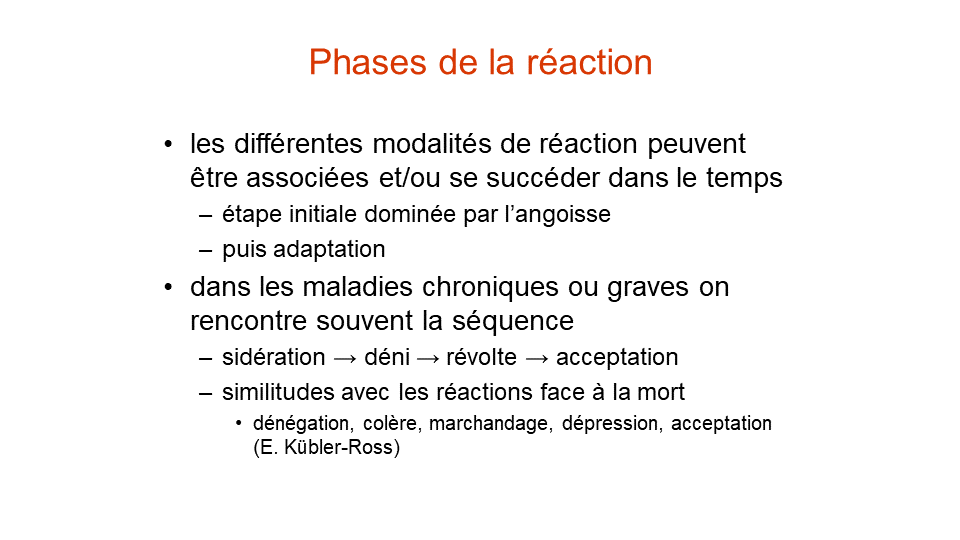 Phases de la réaction
• les différentes modalités de réaction peuvent
être associées et/ou se succéder dans le temps
– étape initiale dominée par l’angoisse
– puis adaptation
• dans les maladies chroniques ou graves on
rencontre souvent la séquence
– sidération → déni → révolte → acceptation
– similitudes avec les réactions face à la mort
• dénégation, colère, marchandage, dépression, acceptation
(E. Kübler-Ross)